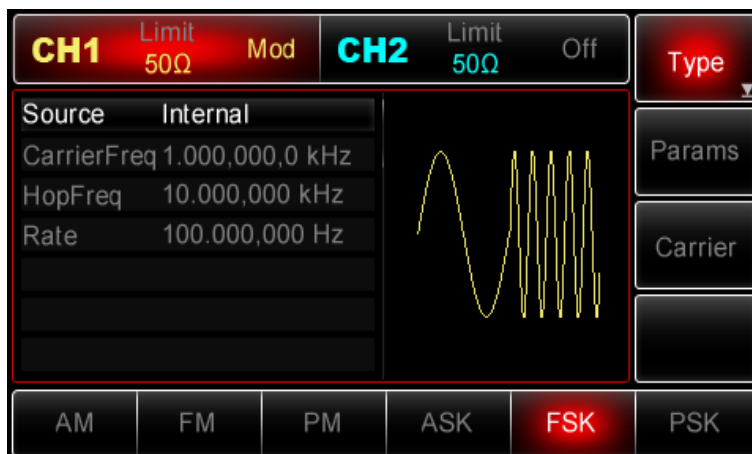 CH1 Limit 50Ω Mod CH2 Limit 50Ω Off
Type
Source Internal
CarrierFreq 1.000,000,0 kHz
HopFreq 10.000,000 kHz
Rate 100.000,000 Hz
Params
Carrier
AM FM PM ASK FSK PSK